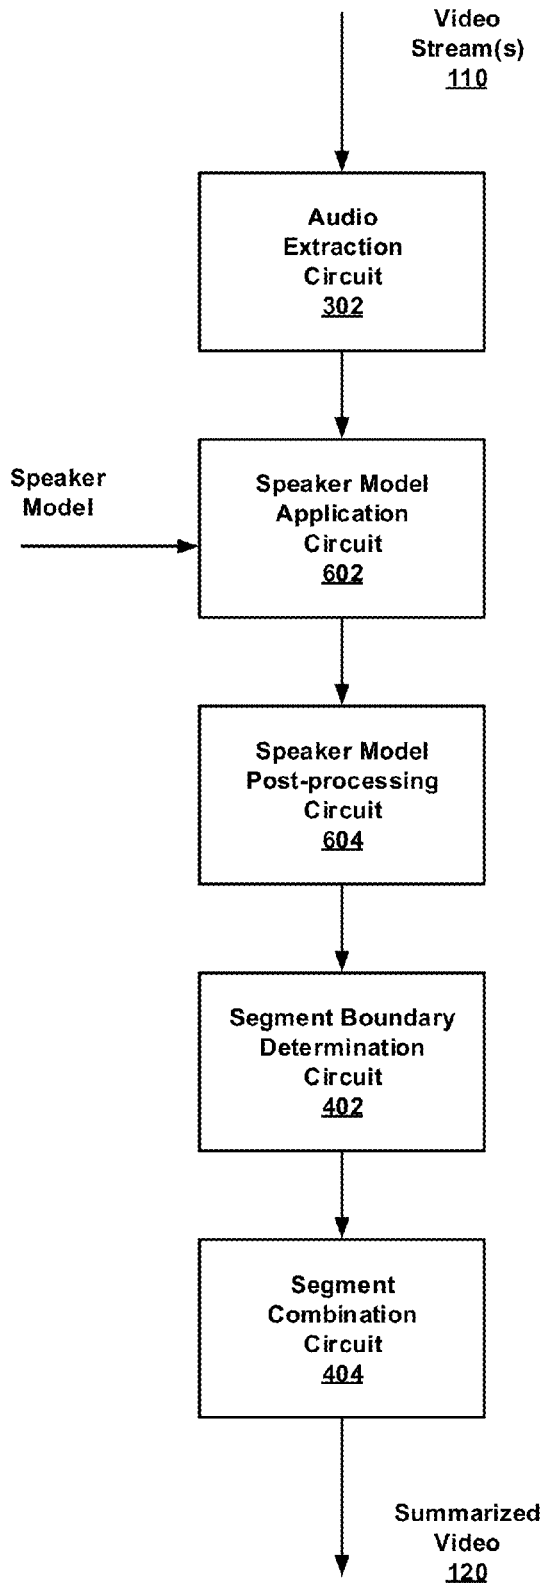 Video
Stream(s)
110
Audio
Extraction
Circuit
302
Speaker
Model
Speaker Model
Application
Circuit
602
Speaker Model
Post-processing
Circuit
604
Segment Boundary
Determination
Circuit
402
Segment
Combination
Circuit
404
Summarized
Video
120